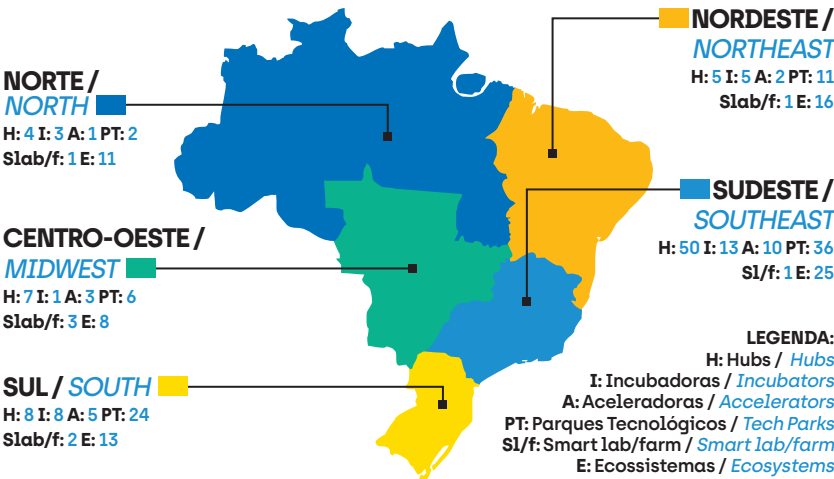 NORTE /
NORTH
H: 4 I: 3 A: 1 PT: 2
Slab/f: 1 E: 11
CENTRO-OESTE /
MIDWEST
H: 7 I: 1 A: 3 PT: 6
Slab/f: 3 E: 8
SUL / SOUTH
H: 8 I: 8 A: 5 PT: 24
Slab/f: 2 E: 13
NORDESTE /
NORTHEAST
H: 5 I: 5 A: 2 PT: 11
Slab/f: 1 E: 16
SUDESTE /
SOUTHEAST
H: 50 I: 13 A: 10 PT: 36
Sl/f: 1 E: 25
LEGENDA:
H: Hubs / Hubs
I: Incubadoras / Incubators
A: Aceleradoras / Accelerators
PT: Parques Tecnológicos / Tech Parks
Sl/f: Smart lab/farm / Smart lab/farm
E: Ecossistemas / Ecosystems